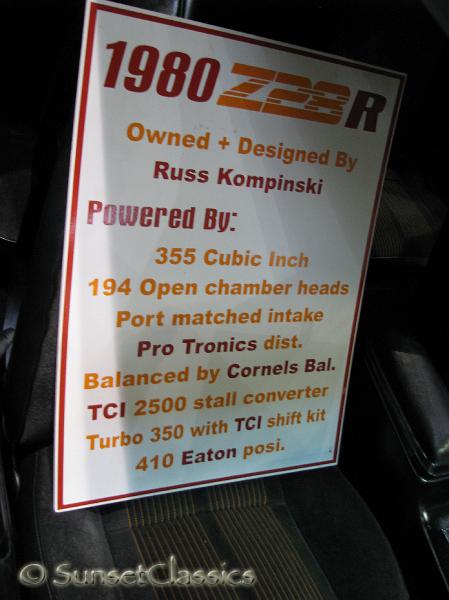 1980 Z28 R
Owned + Designed By
Russ Kompinski
Powered By:
355 Cubic Inch
194 Open chamber heads
Port matched intake
Pro Tronics dist.
Balanced by Cornels Bal.
TCI 2500 stall converter
Turbo 350 with TCI shift kit
410 Eaton posi.
© SunsetClassics